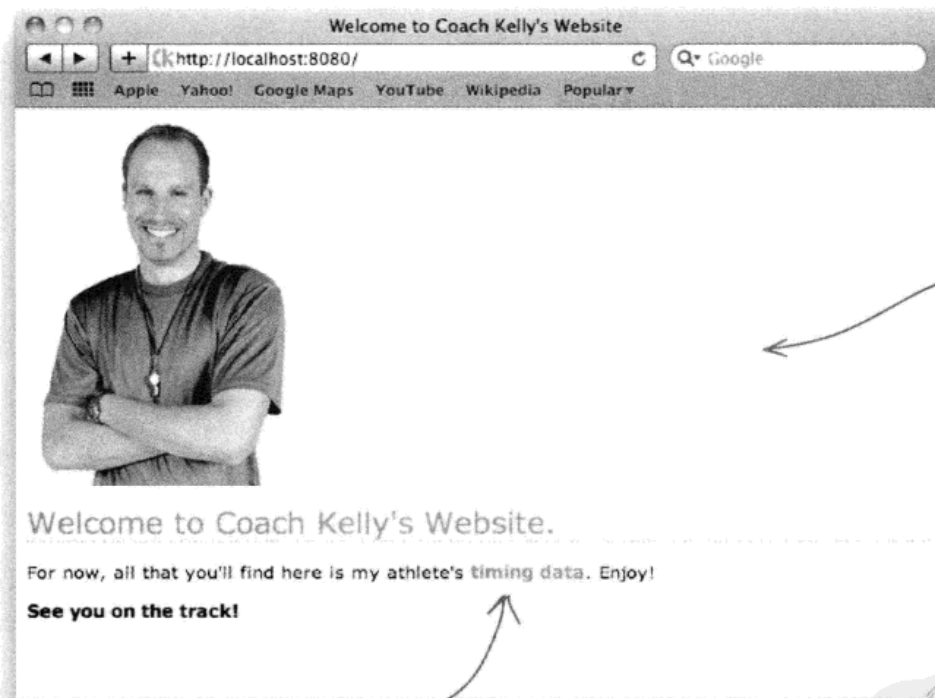 Welcome to Coach Kelly's Website
CK http://localhost:8080/
Google
Apple Yahoo! Google Maps YouTube Wikipedia Popular
Welcome to Coach Kelly's Website.
For now, all that you'll find here is my athlete's timing data. Enjoy!
See you on the track!